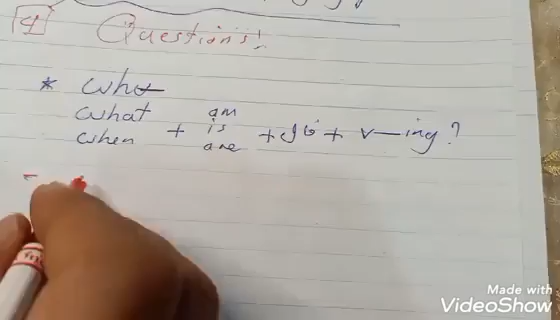 4 Questions!
* who
what am
when + is + s b + v-ing?
are
Made with
VideoShow